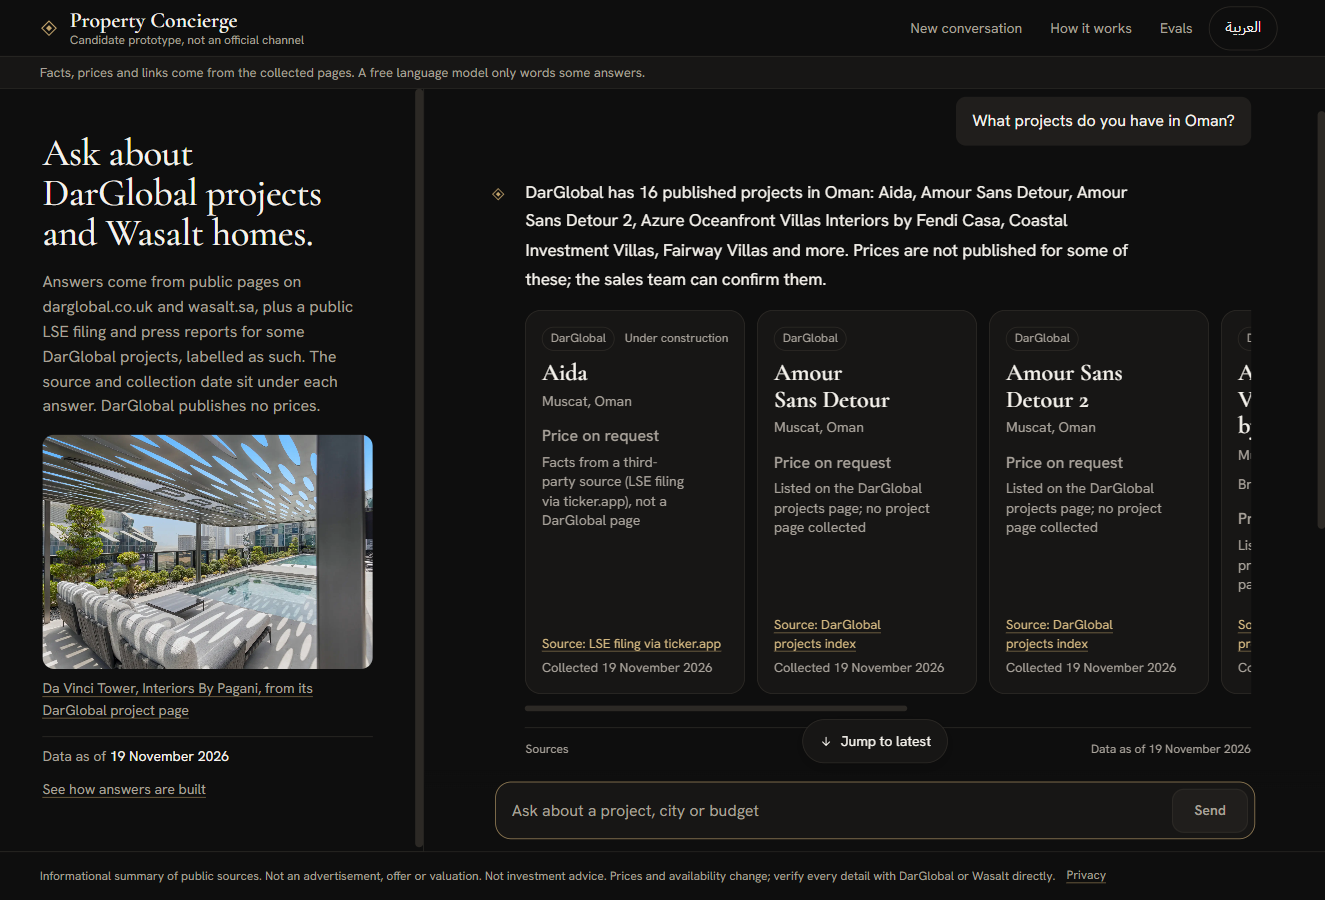 Property Concierge
Candidate prototype, not an official channel
New conversation
How it works
Evals
العربية
Facts, prices and links come from the collected pages. A free language model only words some answers.
Ask about
DarGlobal projects
and Wasalt homes.
Answers come from public pages on
darglobal.co.uk and wasalt.sa, plus a public
LSE filing and press reports for some
DarGlobal projects, labelled as such. The
source and collection date sit under each
answer. DarGlobal publishes no prices.
Da Vinci Tower, Interiors By Pagani, from its
DarGlobal project page
Data as of 19 November 2026
See how answers are built
What projects do you have in Oman?
DarGlobal has 16 published projects in Oman: Aida, Amour Sans Detour, Amour
Sans Detour 2, Azure Oceanfront Villas Interiors by Fendi Casa, Coastal
Investment Villas, Fairway Villas and more. Prices are not published for some of
these; the sales team can confirm them.
DarGlobal
Under construction
Aida
Muscat, Oman
Price on request
Facts from a third-
party source (LSE filing
via ticker.app), not a
DarGlobal page
Source: LSE filing via ticker.app
Collected 19 November 2026
DarGlobal
Amour
Sans Detour
Muscat, Oman
Price on request
Listed on the DarGlobal
projects page; no project
page collected
Source: DarGlobal
projects index
Collected 19 November 2026
DarGlobal
Amour Sans
Detour 2
Muscat, Oman
Price on request
Listed on the DarGlobal
projects page; no project
page collected
Source: DarGlobal
projects index
Collected 19 November 2026
Sources
Jump to latest
Data as of 19 November 2026
Ask about a project, city or budget
Send
Informational summary of public sources. Not an advertisement, offer or valuation. Not investment advice. Prices and availability change; verify every detail with DarGlobal or Wasalt directly.
Privacy